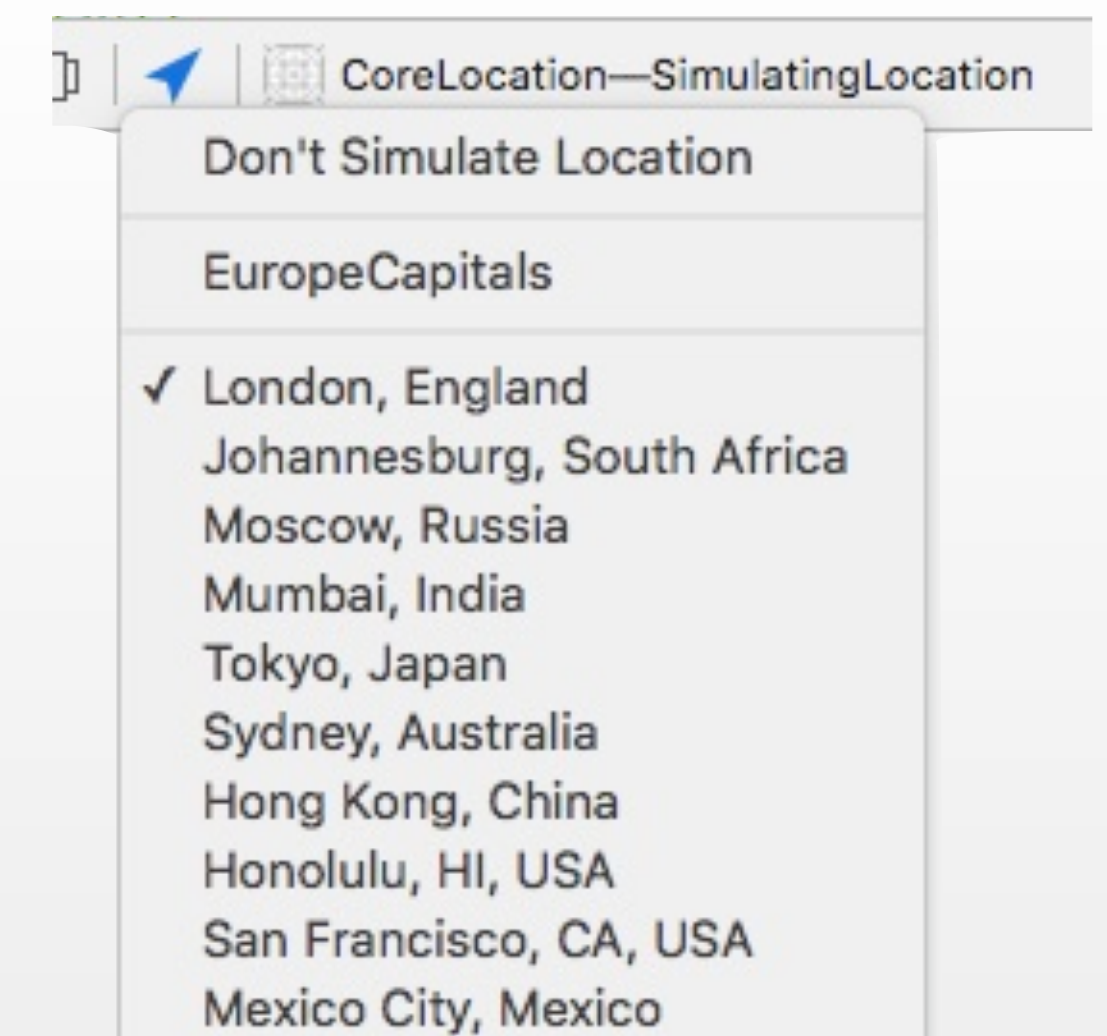 CoreLocation—SimulatingLocation
Don't Simulate Location
EuropeCapitals
✓ London, England
Johannesburg, South Africa
Moscow, Russia
Mumbai, India
Tokyo, Japan
Sydney, Australia
Hong Kong, China
Honolulu, HI, USA
San Francisco, CA, USA
Mexico City, Mexico